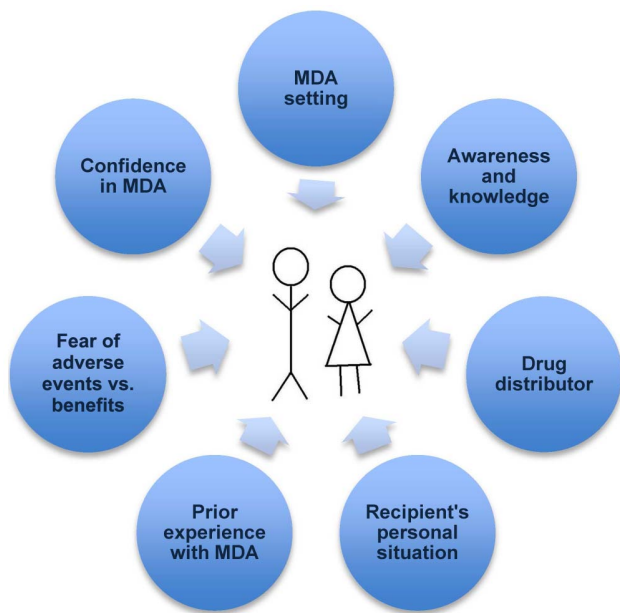 MDA
setting
Awareness
and
knowledge
Drug
distributor
Recipient's
personal
situation
Prior
experience
with MDA
Fear of
adverse
events vs.
benefits
Confidence
in MDA